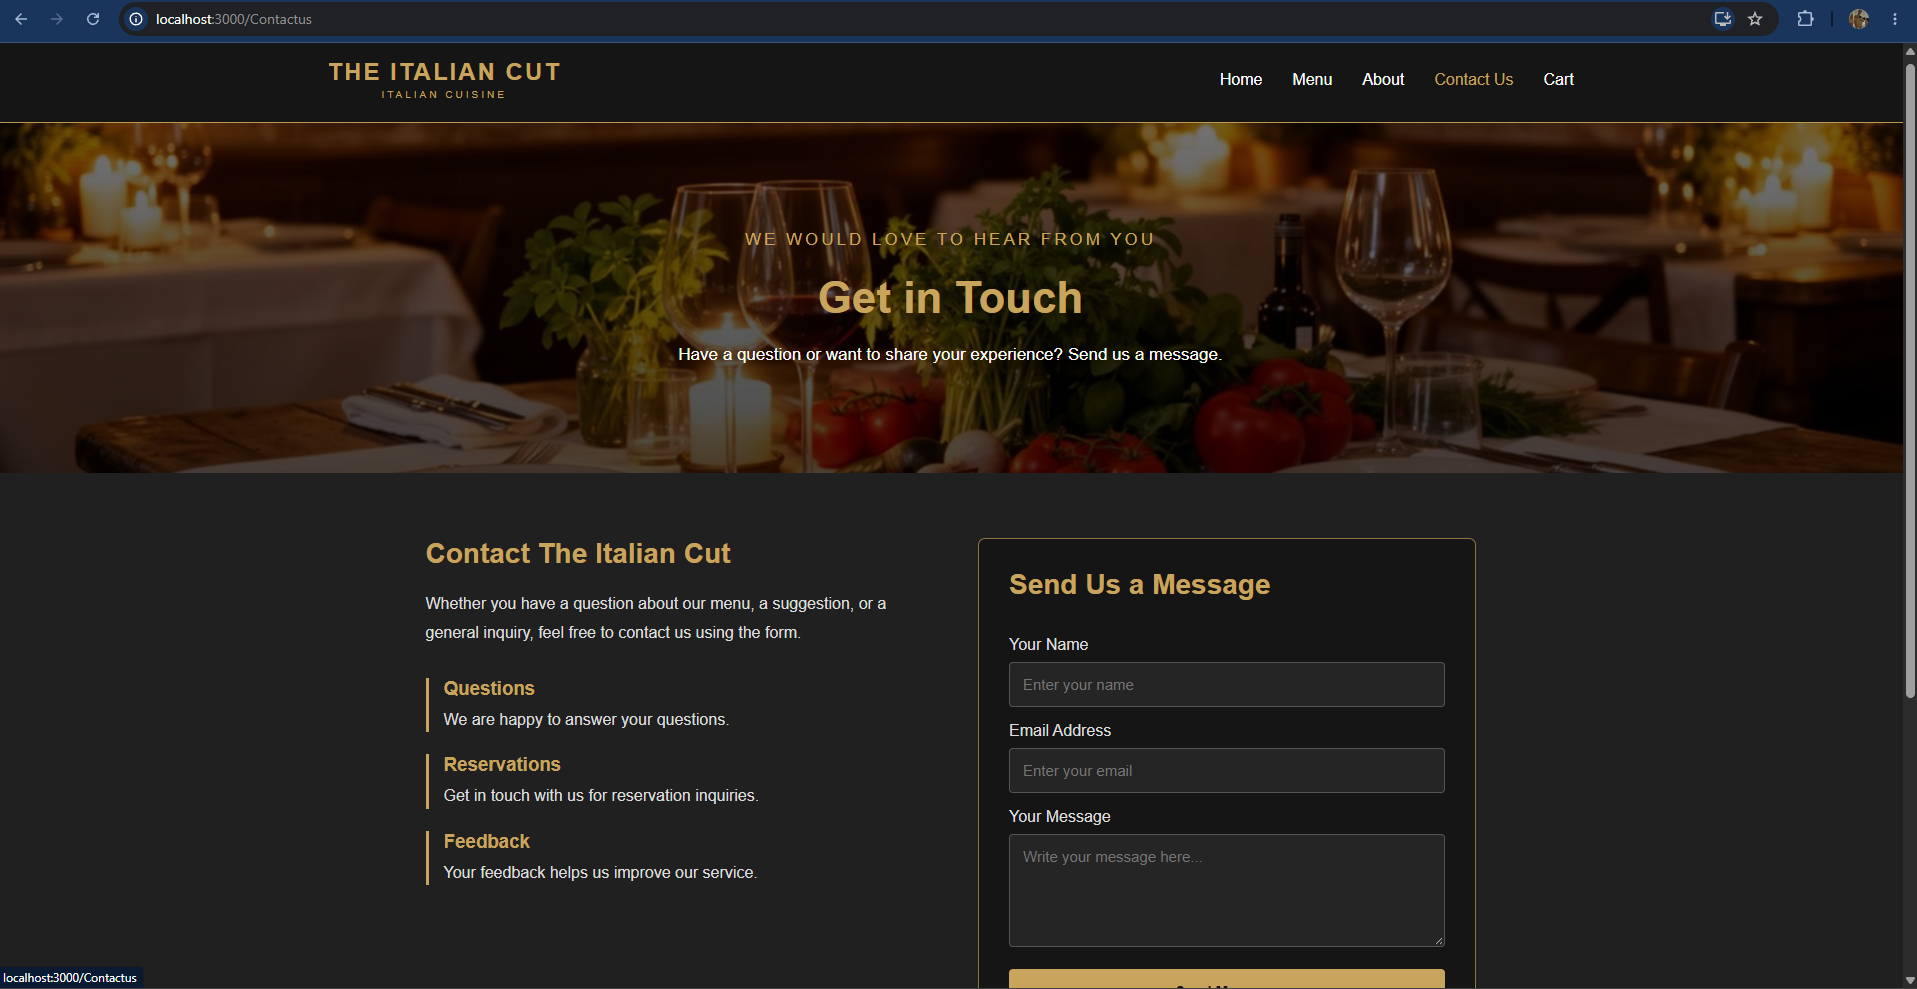 localhost:3000/Contactus
THE ITALIAN CUT
ITALIAN CUISINE
Home Menu About Contact Us Cart
WE WOULD LOVE TO HEAR FROM YOU
Get in Touch
Have a question or want to share your experience? Send us a message.
Contact The Italian Cut
Whether you have a question about our menu, a suggestion, or a
general inquiry, feel free to contact us using the form.
Questions
We are happy to answer your questions.
Reservations
Get in touch with us for reservation inquiries.
Feedback
Your feedback helps us improve our service.
Send Us a Message
Your Name
Enter your name
Email Address
Enter your email
Your Message
Write your message here...
localhost:3000/Contactus